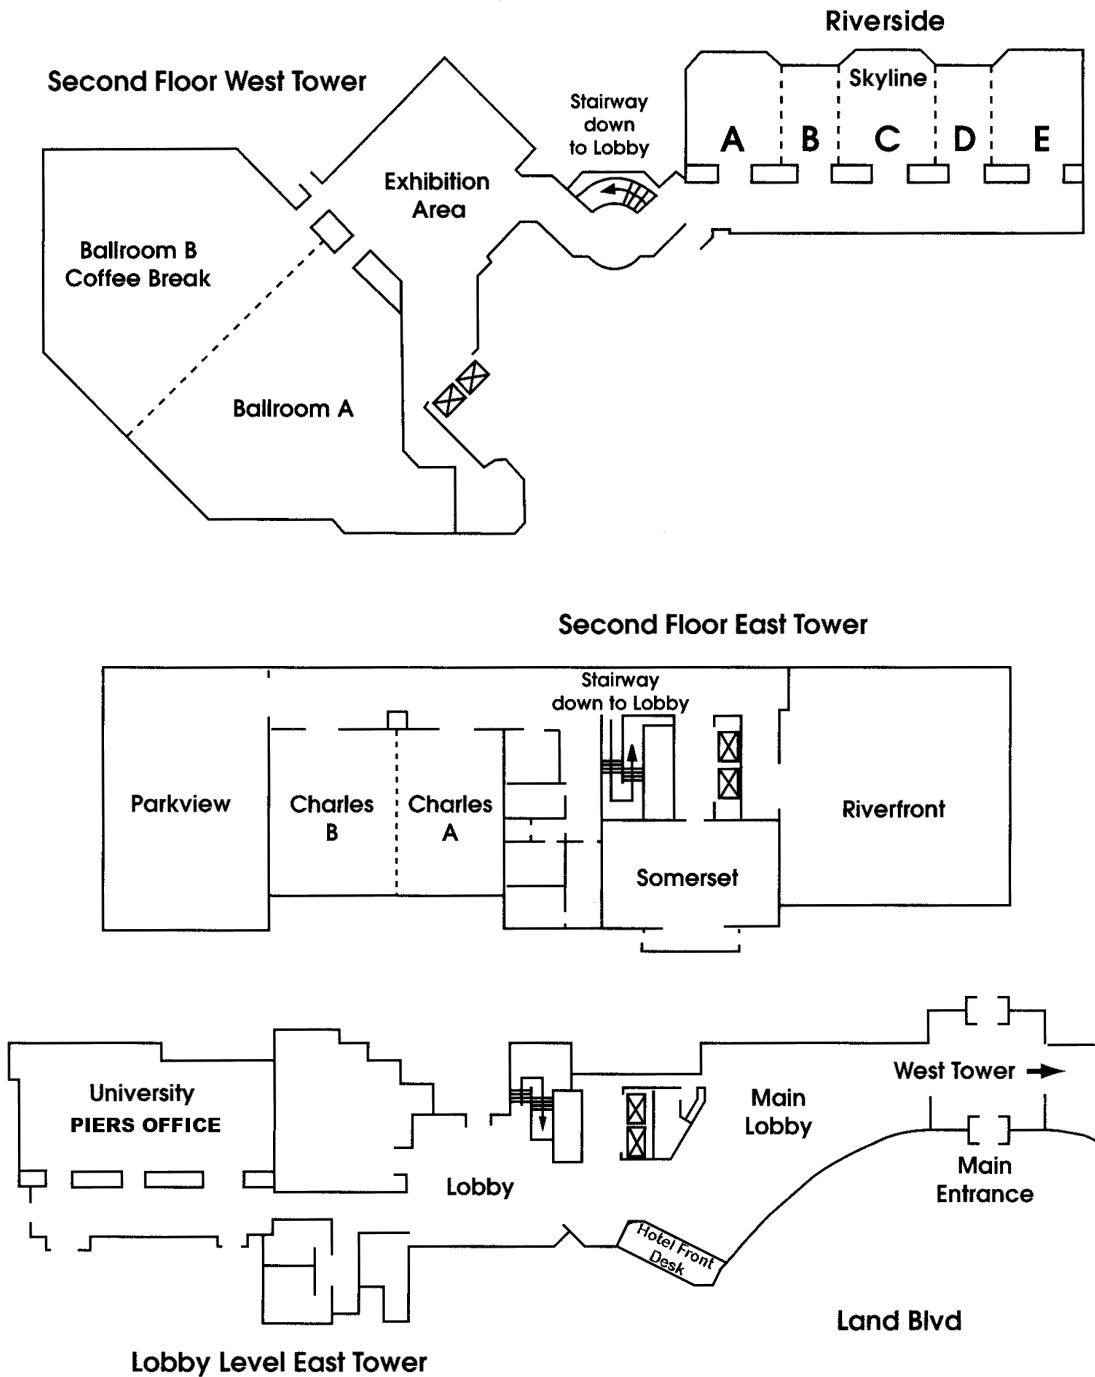 Riverside
Second Floor West Tower
Skyline
Stairway
down
to Lobby
A
B
C
D
E
Exhibition
Area
Ballroom B
Coffee Break
Ballroom A
Second Floor East Tower
Stairway
down to Lobby
Parkview
Charles
B
Charles
A
Riverfront
Somerset
West Tower
University
PIERS OFFICE
Main
Lobby
Main
Entrance
Lobby
Hotel Front
Desk
Land Blvd
Lobby Level East Tower